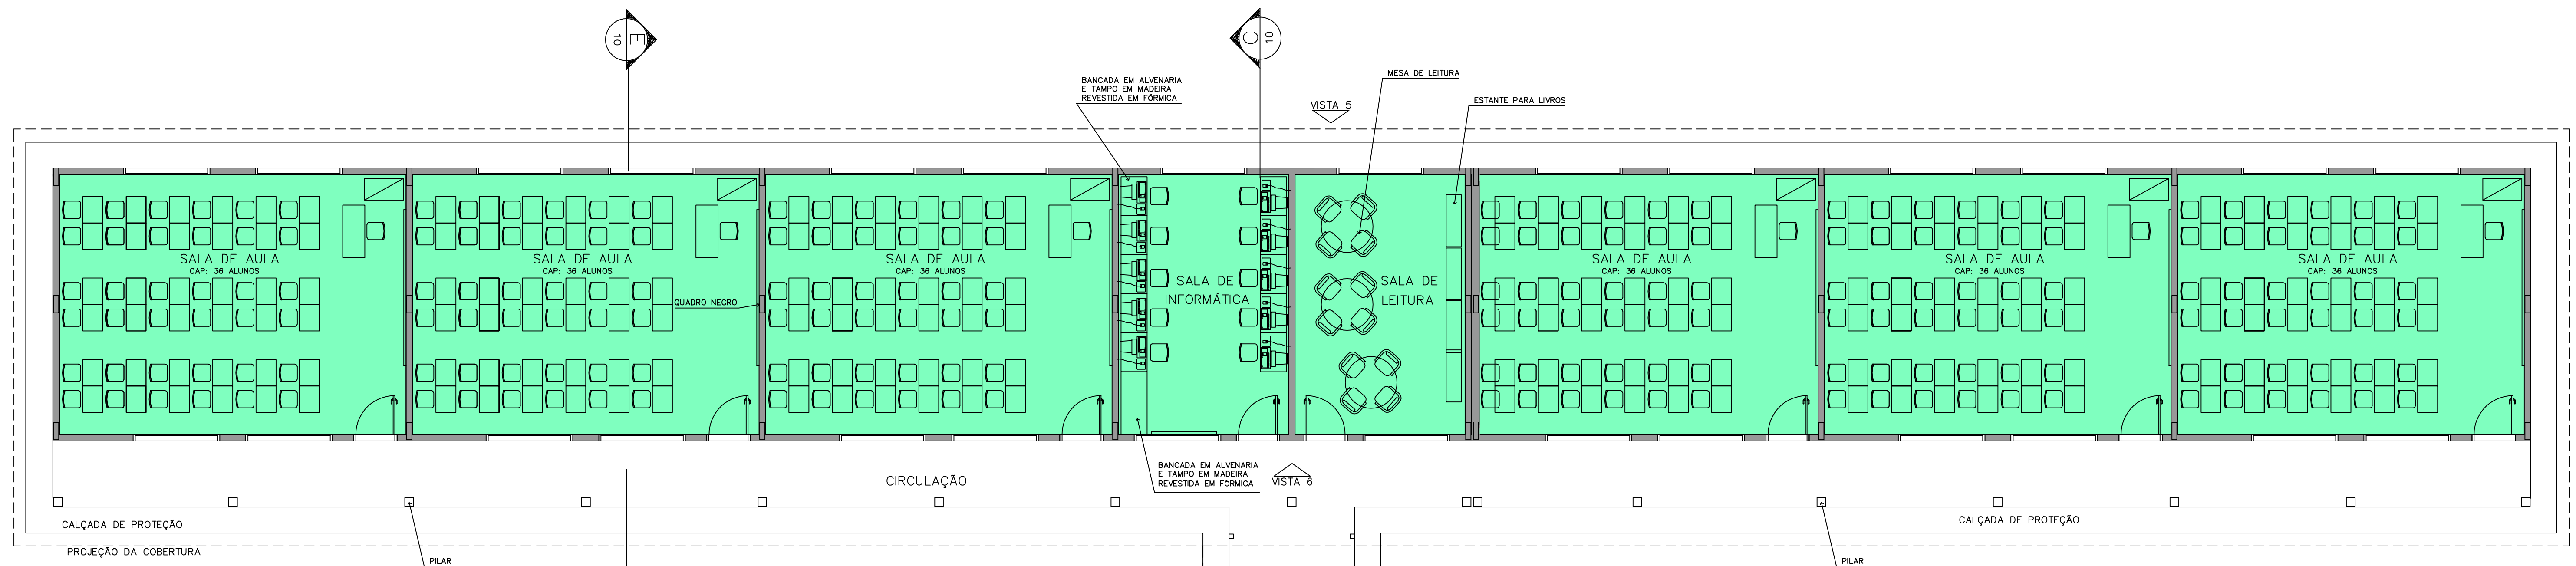 E
10
C
10
BANCADA EM ALVENARIA
E TAMPO EM MADEIRA
REVESTIDA EM FÓRMICA
VISTA 5
MESA DE LEITURA
ESTANTE PARA LIVROS
SALA DE AULA
CAP: 36 ALUNOS
SALA DE AULA
CAP: 36 ALUNOS
QUADRO NEGRO
SALA DE AULA
CAP: 36 ALUNOS
SALA DE
INFORMÁTICA
SALA DE
LEITURA
SALA DE AULA
CAP: 36 ALUNOS
SALA DE AULA
CAP: 36 ALUNOS
SALA DE AULA
CAP: 36 ALUNOS
CIRCULAÇÃO
BANCADA EM ALVENARIA
E TAMPO EM MADEIRA
REVESTIDA EM FÓRMICA
VISTA 6
CALÇADA DE PROTEÇÃO
CALÇADA DE PROTEÇÃO
PROJEÇÃO DA COBERTURA
PILAR
PILAR